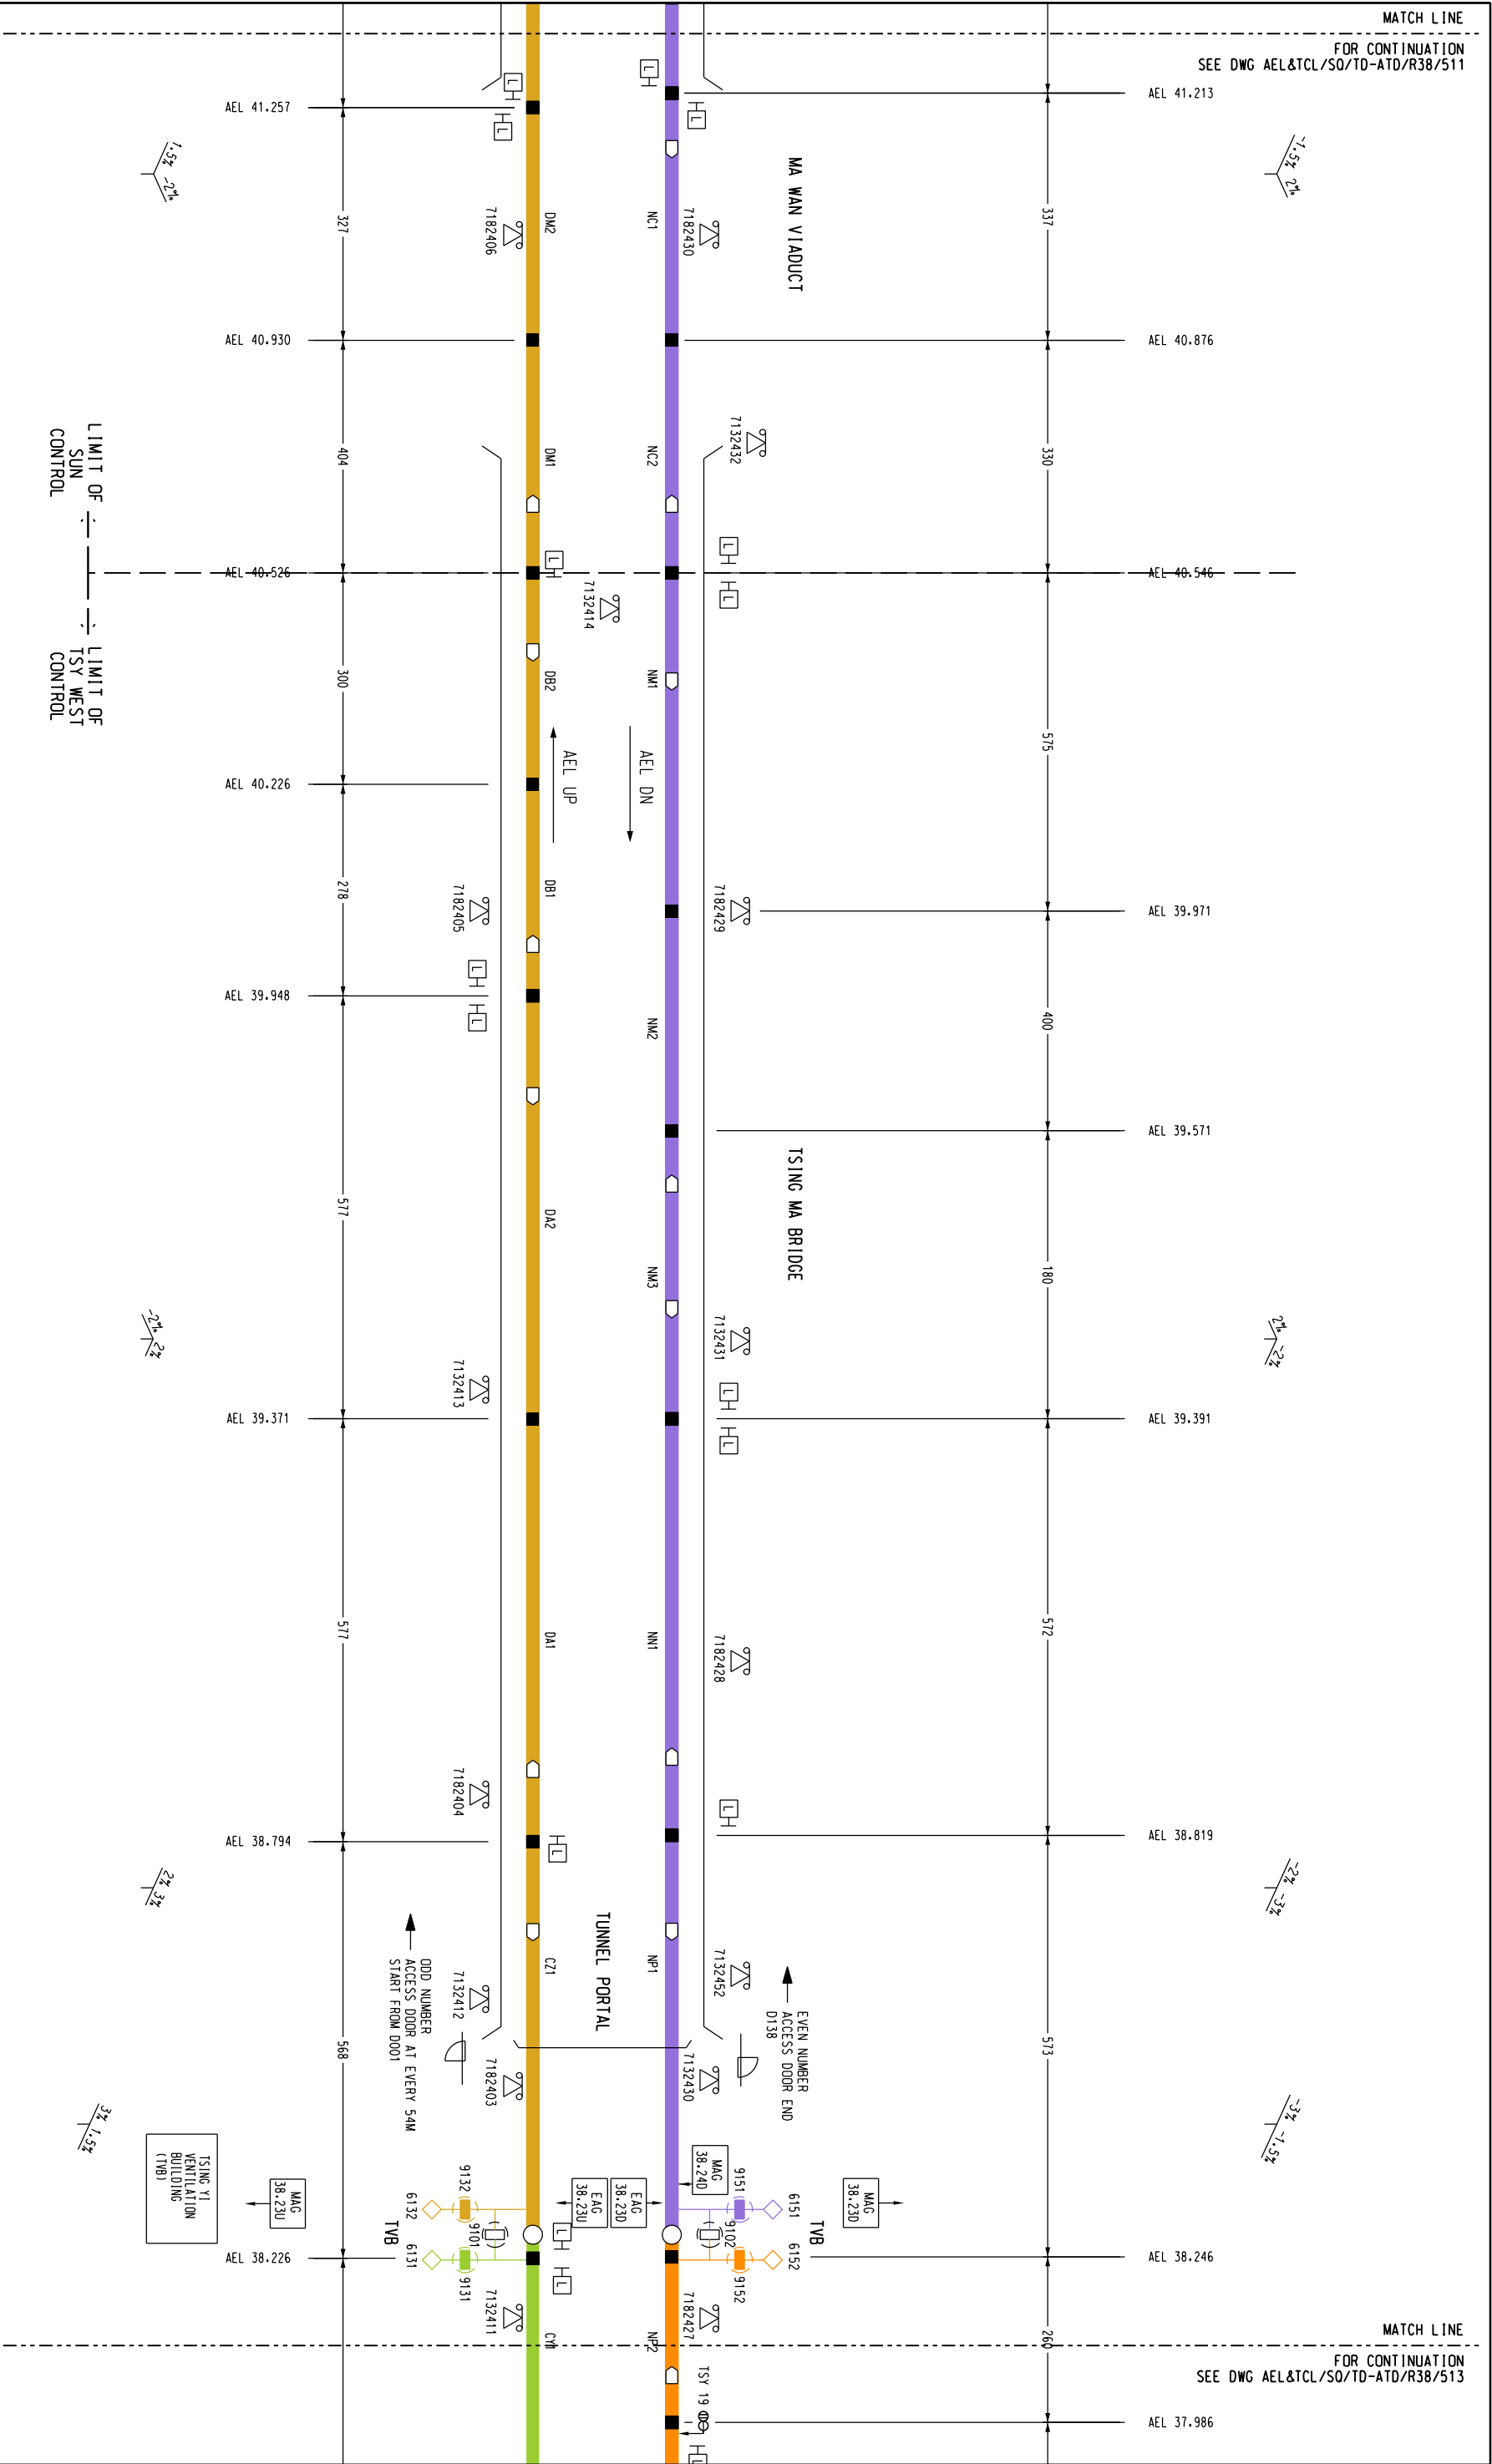 MATCH LINE
FOR CONTINUATION
SEE DWG AEL&TCL/SQ/TD-ATD/R38/511
AEL 41.257
AEL 41.213
L
L
L
L
1.5% -2%
-1.5% 2%
MA WAN VIADUCT
327
7182406
DM2
NC1
7182430
337
AEL 40.930
AEL 40.876
404
DM1
NC2
7132432
330
LIMIT OF
SUN
CONTROL
AEL 40.526
L
L
L
AEL 40.546
7132414
LIMIT OF
TSY WEST
CONTROL
300
DB2
NM1
575
AEL 40.226
AEL UP
AEL DN
278
7182405
DB1
7182429
AEL 39.971
AEL 39.948
L
L
NM2
400
AEL 39.571
577
DA2
TSING MA BRIDGE
NM3
180
-2% 2%
7132413
7132431
2% -2%
AEL 39.371
L
L
AEL 39.391
577
DA1
NN1
7182428
572
7182404
AEL 38.794
L
L
AEL 38.819
2% 3%
-2% -3%
ODD NUMBER
ACCESS DOOR AT EVERY 54M
START FROM D001
7132412
CZ1
TUNNEL PORTAL
NP1
7132452
EVEN NUMBER
ACCESS DOOR END
D138
568
7182403
7132430
573
3% 1.5%
-3% -1.5%
TSING YI
VENTILATION
BUILDING
(TVB)
MAG
38.23U
9132
6132
TVB
9101
EAG
38.23U
EAG
38.23D
MAG
38.24D
9151
6151
9102
TVB
MAG
38.23D
AEL 38.226
6131
9131
L
L
9152
6152
AEL 38.246
7132411
CY1
7182427
NP2
260
MATCH LINE
FOR CONTINUATION
SEE DWG AEL&TCL/SQ/TD-ATD/R38/513
TSY 19
AEL 37.986
L